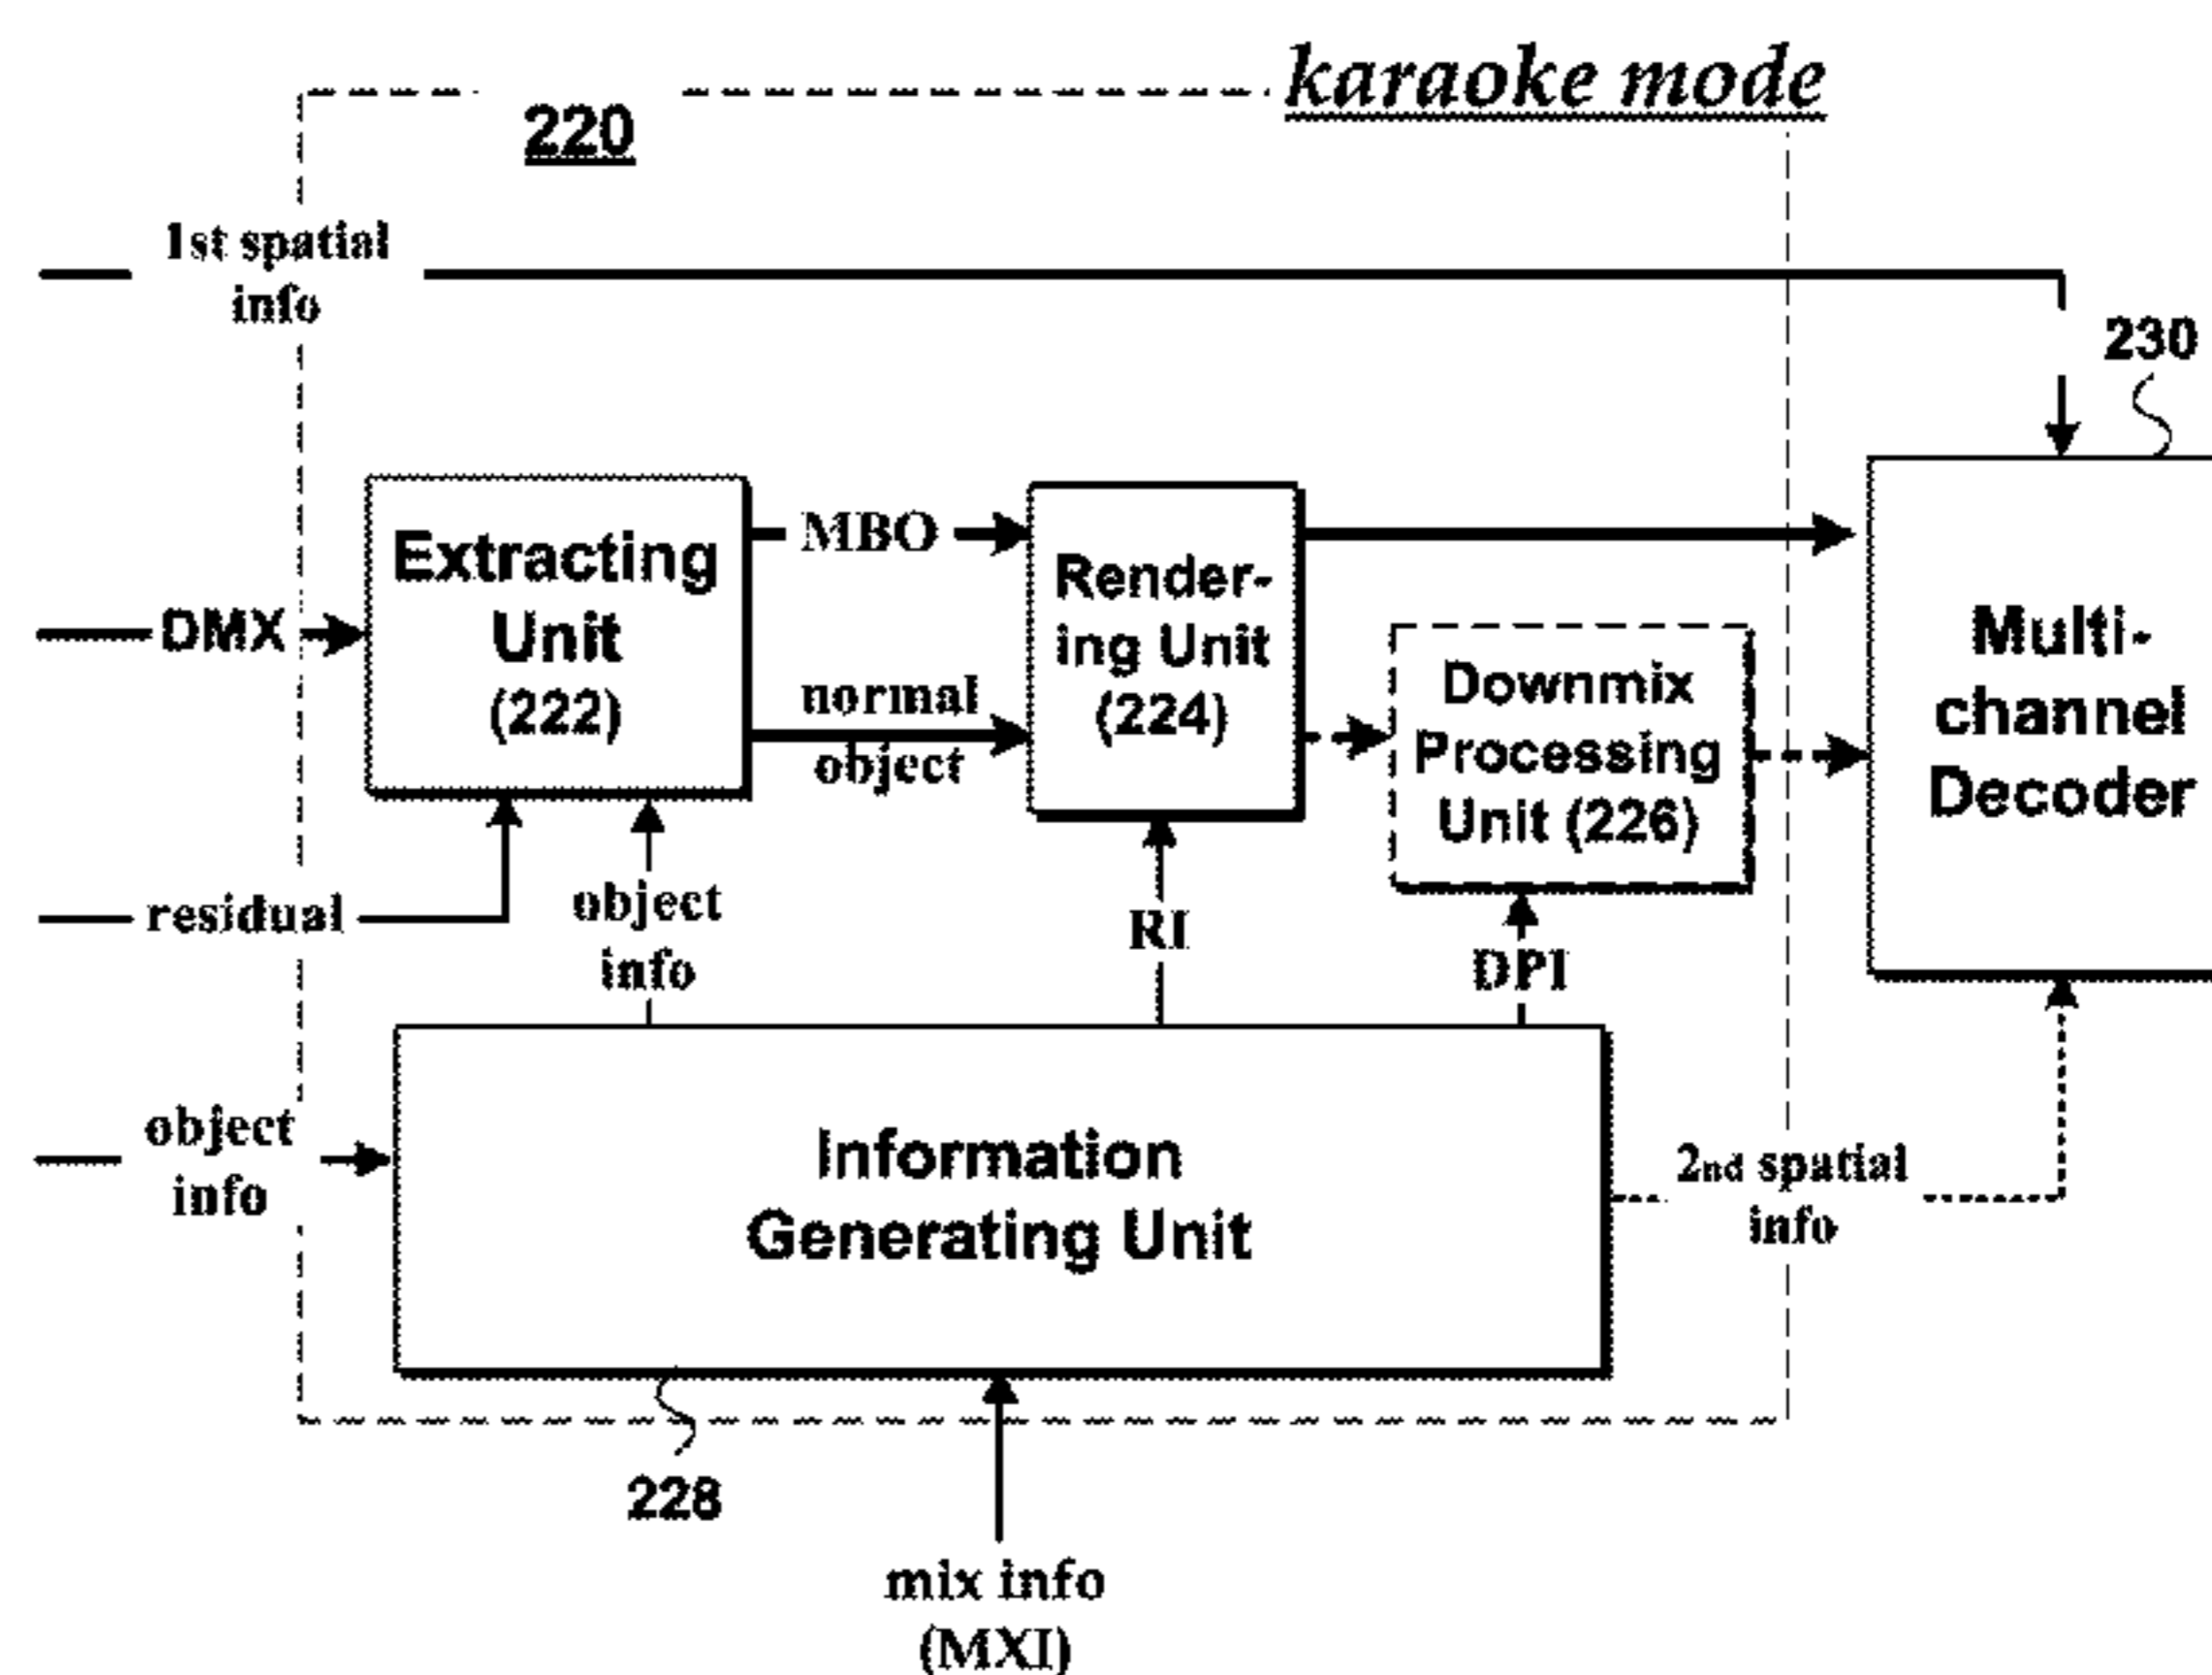 karaoke mode
220
1st spatial
info
230
DMX
Extracting
Unit
(222)
MBO
normal
object
Render-
ing Unit
(224)
Downmix
Processing
Unit (226)
Multi-
channel
Decoder
residual
object
info
RI
DPI
object
info
Information
Generating Unit
2nd spatial
info
228
mix info
(MXI)